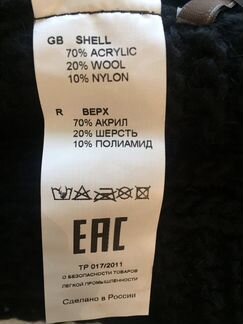 GB SHELL
70% ACRYLIC
20% WOOL
10% NYLON
R ВЕРХ
70% АКРИЛ
20% ШЕРСТЬ
10% ПОЛИАМИД
EAC
ТР 017/2011
О БЕЗОПАСНОСТИ ТОВАРОВ
ЛЕГКОЙ ПРОМЫШЛЕННОСТИ
Сделано в России